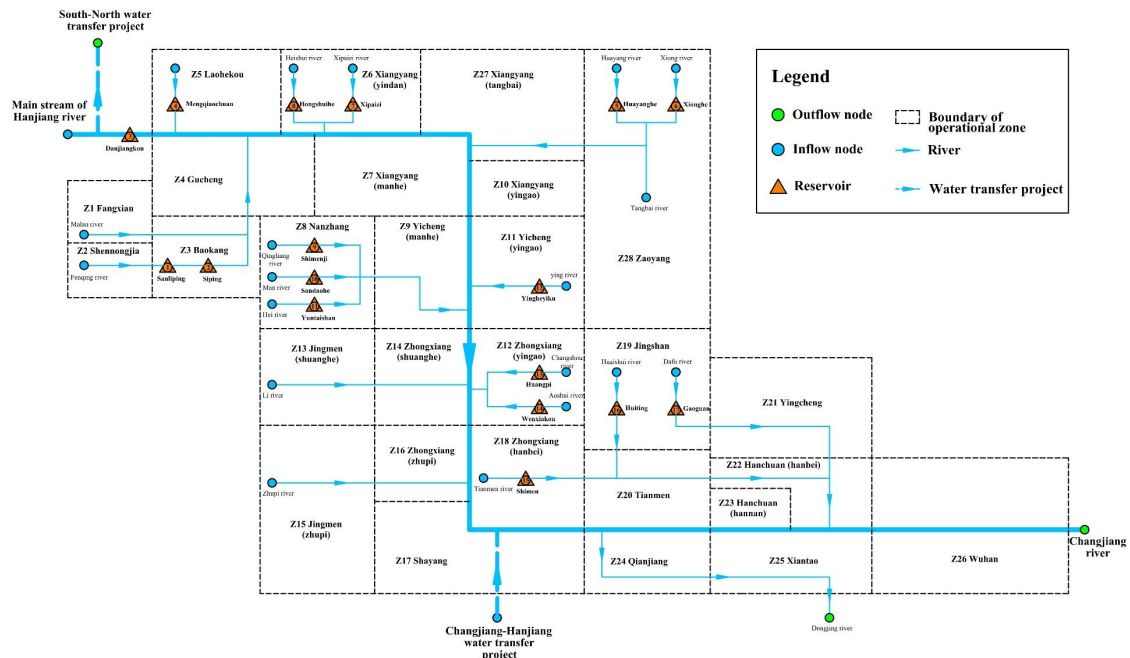 South-North water
transfer project
Main stream of
Hanjiang river
Danjiangkou
Z5 Laohekou
Mengqiaochuan
Heishui river
Xipaizi river
Z6 Xiangyang
(yindan)
Hongshuihe
Xipaizi
Z27 Xiangyang
(tangbai)
Huayang river
Xiong river
Huayanghe
Xionghe
Tangbai river
Legend
Outflow node
Inflow node
Reservoir
Boundary of
operational zone
River
Water transfer project
Z4 Gucheng
Z7 Xiangyang
(manhe)
Z10 Xiangyang
(yingao)
Z1 Fangxian
Malan river
Z2 Shennongjia
Fenqing river
Z3 Baokang
Sanliping
Siping
Z8 Nanzhang
Qingliang
river
Shimenji
Man river
Sandaohe
Hei river
Yuntaishan
Z9 Yicheng
(manhe)
Z11 Yicheng
(yingao)
ying river
Yingheyiku
Z28 Zaoyang
Z13 Jingmen
(shuanghe)
Li river
Z14 Zhongxiang
(shuanghe)
Z12 Zhongxiang
(yingao)
Changshou
river
Huangpi
Aoshui river
Wenxiakou
Z19 Jingshan
Huaishui river
Dafu river
Huiting
Gaoguan
Z21 Yingcheng
Z16 Zhongxiang
(zhupi)
Z18 Zhongxiang
(hanbei)
Tianmen river
Shimen
Zhupi river
Z15 Jingmen
(zhupi)
Z22 Hanchuan (hanbei)
Z20 Tianmen
Z23 Hanchuan
(hannan)
Z17 Shayang
Z24 Qianjiang
Z25 Xiantao
Z26 Wuhan
Changjiang
river
Dongjing river
Changjiang-Hanjiang
water transfer
project